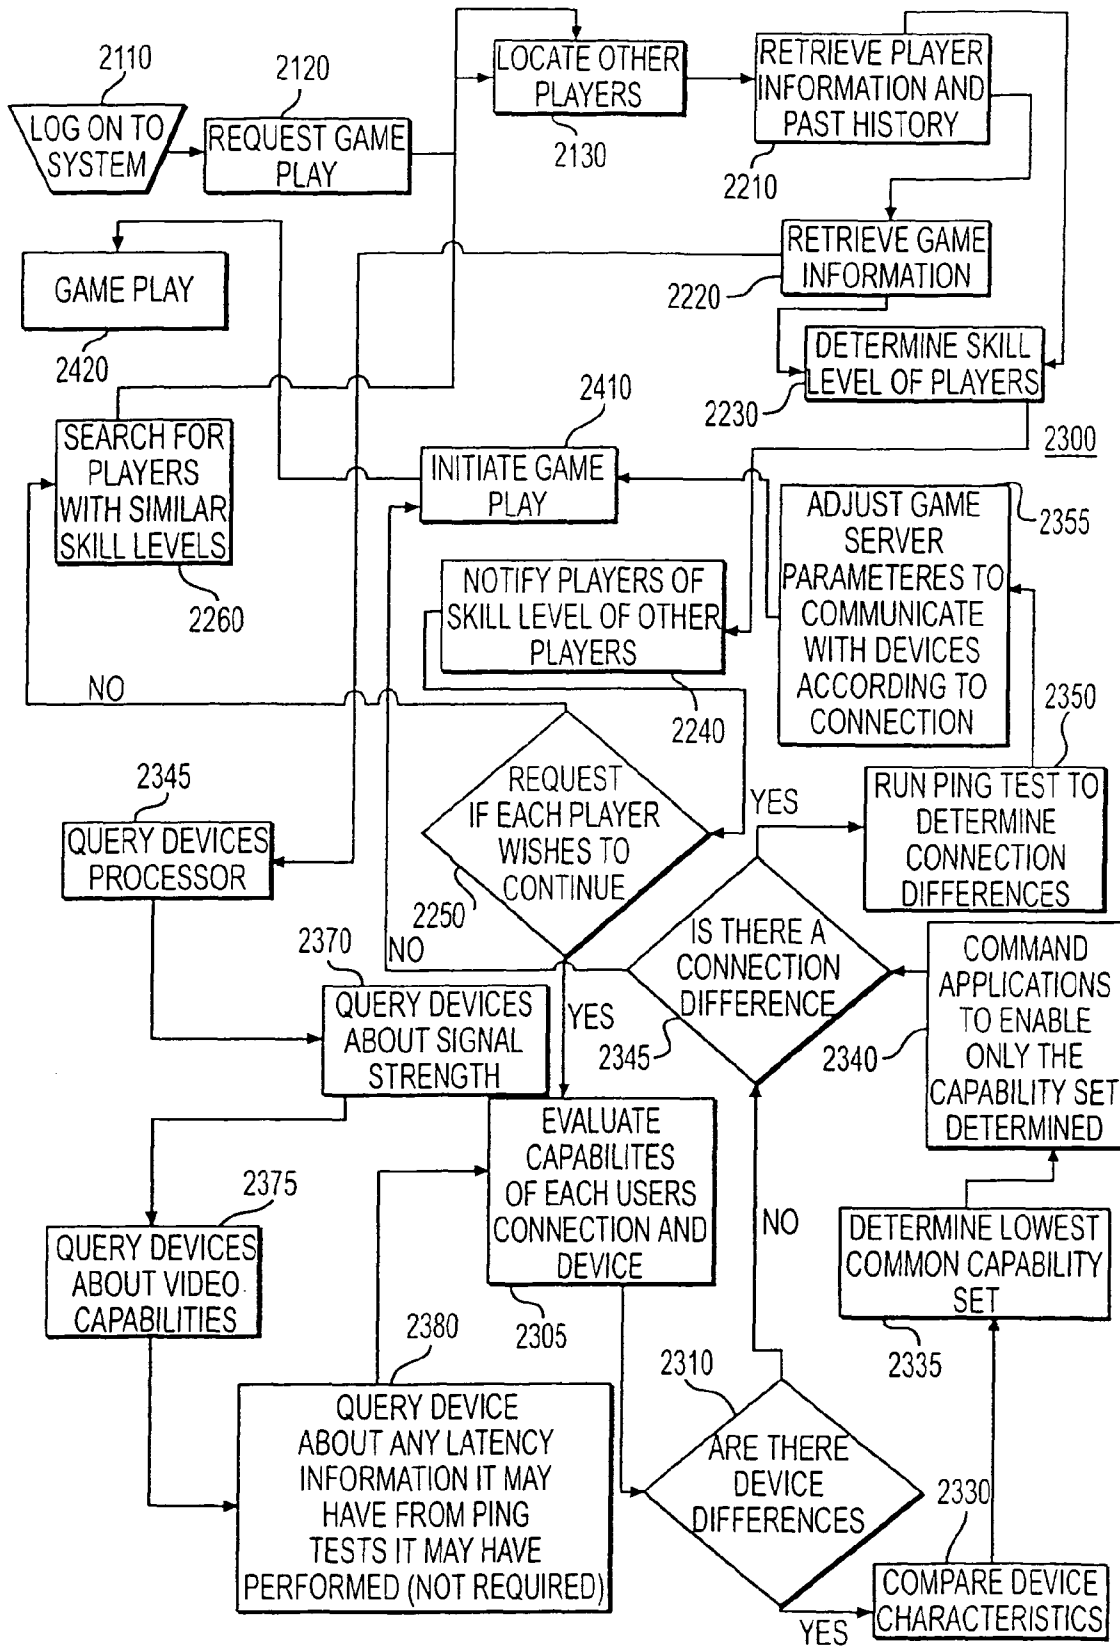 2110
LOG ON TO
SYSTEM
2120
REQUEST GAME
PLAY
LOCATE OTHER
PLAYERS
2130
RETRIEVE PLAYER
INFORMATION AND
PAST HISTORY
2210
GAME PLAY
2420
RETRIEVE GAME
INFORMATION
2220
DETERMINE SKILL
LEVEL OF PLAYERS
2230
2300
SEARCH FOR
PLAYERS
WITH SIMILAR
SKILL LEVELS
2260
2410
INITIATE GAME
PLAY
ADJUST GAME
SERVER
PARAMETERES TO
COMMUNICATE
WITH DEVICES
ACCORDING TO
CONNECTION
2355
NOTIFY PLAYERS OF
SKILL LEVEL OF OTHER
PLAYERS
2240
NO
REQUEST
IF EACH PLAYER
WISHES TO
CONTINUE
2250
YES
2350
RUN PING TEST TO
DETERMINE
CONNECTION
DIFFERENCES
2345
QUERY DEVICES
PROCESSOR
NO
YES
IS THERE A
CONNECTION
DIFFERENCE
2345
COMMAND
APPLICATIONS
TO ENABLE
ONLY THE
CAPABILITY SET
DETERMINED
2340
2370
QUERY DEVICES
ABOUT SIGNAL
STRENGTH
EVALUATE
CAPABILITES
OF EACH USERS
CONNECTION AND
DEVICE
2305
2375
QUERY DEVICES
ABOUT VIDEO
CAPABILITIES
NO
DETERMINE LOWEST
COMMON CAPABILITY
SET
2335
2380
QUERY DEVICE
ABOUT ANY LATENCY
INFORMATION IT MAY
HAVE FROM PING
TESTS IT MAY HAVE
PERFORMED (NOT REQUIRED)
2310
ARE THERE
DEVICE
DIFFERENCES
YES
2330
COMPARE DEVICE
CHARACTERISTICS